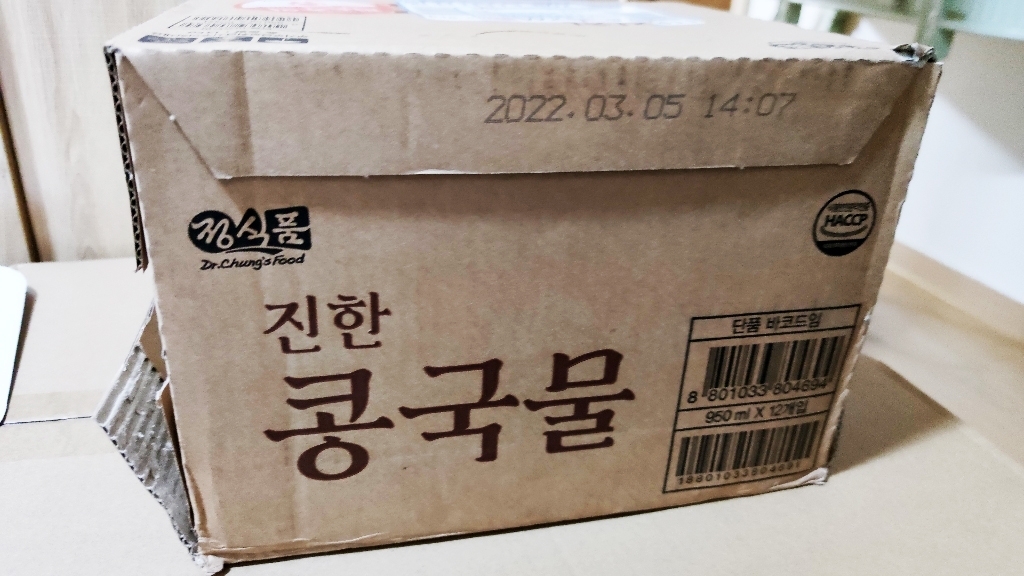 2022.03.05 14:07
정식품
Dr.Chung's Food
HACCP
진한
콩국물
단품 바코드임
8 801033 804694
950 ml X 12개입